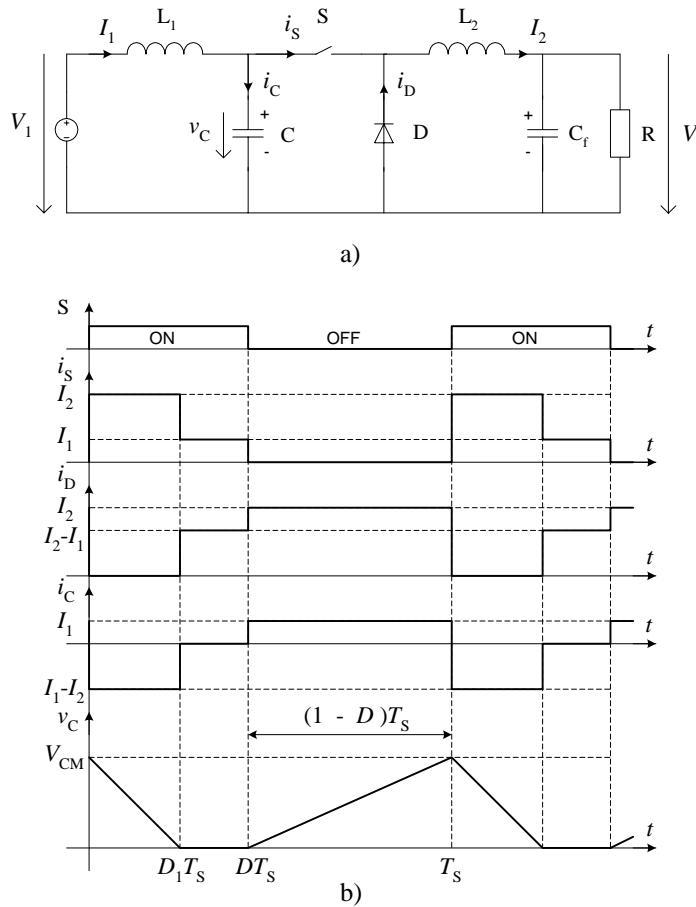 I1 L1 iS S L2 I2
iC iD
V1 + - vC + - C D + - Cf R V
a)
S ON OFF ON t
iS
I2
I1 t
iD
I2
I2-I1
t
iC
I1 t
I1-I2
vC (1 - D)TS
VCM
t
D1TS DTS TS
b)